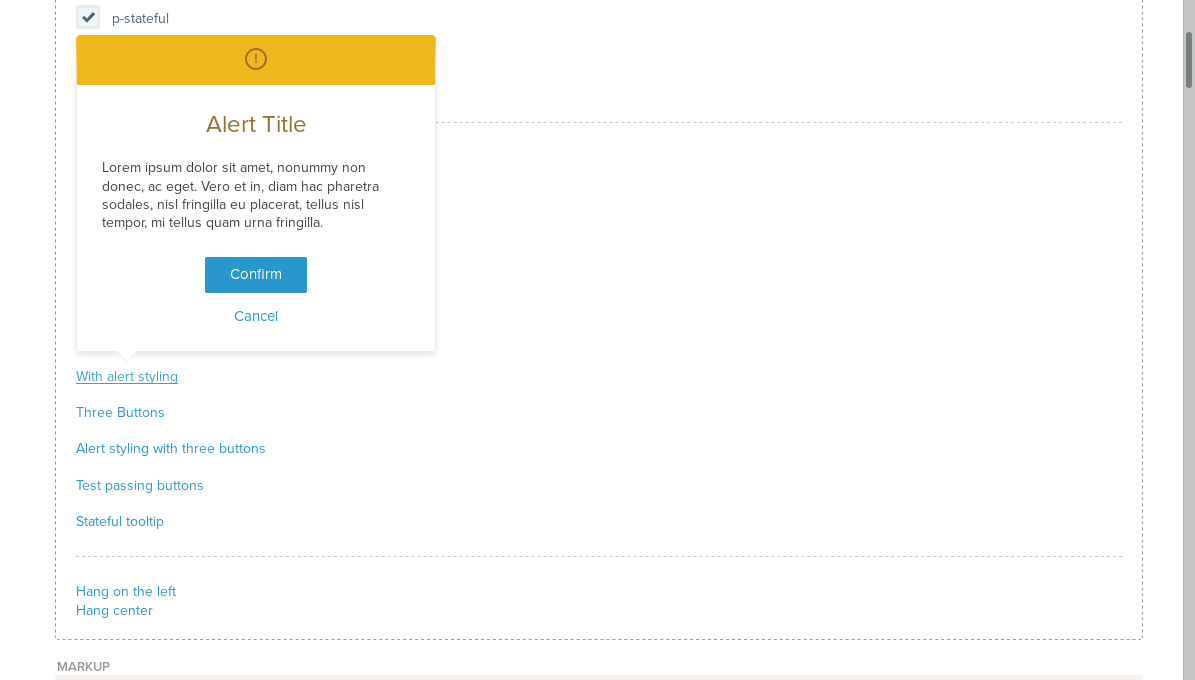 p-stateful
!
Alert Title
Lorem ipsum dolor sit amet, nonummy non
donec, ac eget. Vero et in, diam hac pharetra
sodales, nisl fringilla eu placerat, tellus nisl
tempor, mi tellus quam urna fringilla.
Confirm
Cancel
With alert styling
Three Buttons
Alert styling with three buttons
Test passing buttons
Stateful tooltip
Hang on the left
Hang center
MARKUP